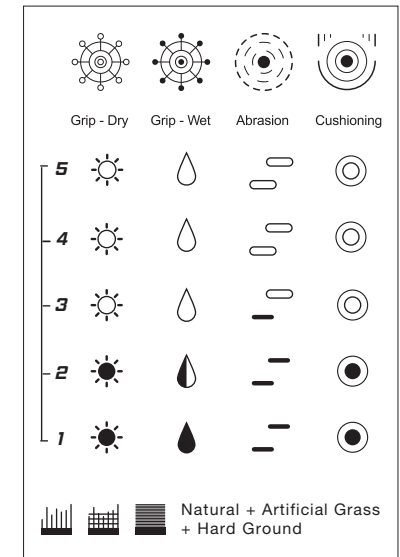 Grip - Dry Grip - Wet Abrasion Cushioning
5
4
3
2
1
Natural + Artificial Grass
+ Hard Ground